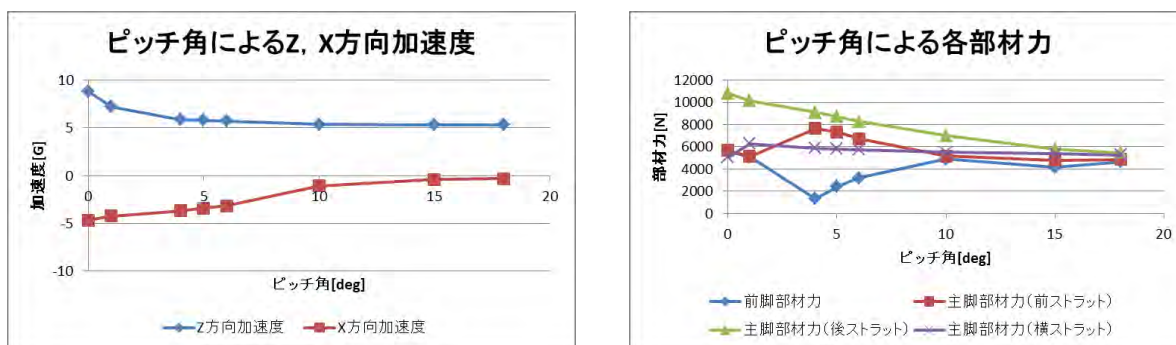 ピッチ角によるZ, X方向加速度
10
5
0
-5
-10
0
5
10
15
20
加速度[G]
ピッチ角[deg]
Z方向加速度
X方向加速度
ピッチ角による各部材力
12000
10000
8000
6000
4000
2000
0
0
5
10
15
20
部材力[N]
ピッチ角[deg]
前脚部材力
主脚部材力(前ストラット)
主脚部材力(後ストラット)
主脚部材力(横ストラット)